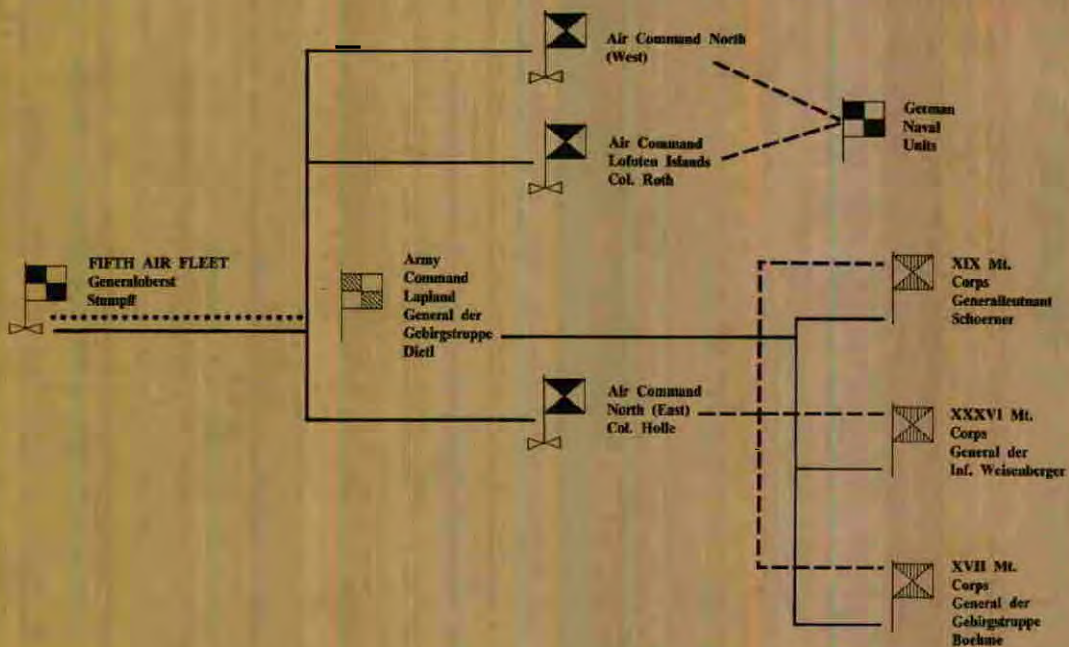 Air Command North
(West)
German
Naval
Units
Air Command
Lofoten Islands
Col. Roth
FIFTH AIR FLEET
Generaloberst
Stumpff
Army
Command
Lapland
General der
Gebirgstruppe
Dietl
XIX Mt.
Corps
Generalleutnant
Schoerner
Air Command
North (East)
Col. Holle
XXXVI Mt.
Corps
General der
Inf. Weisenberger
XVII Mt.
Corps
General der
Gebirgstruppe
Boehme